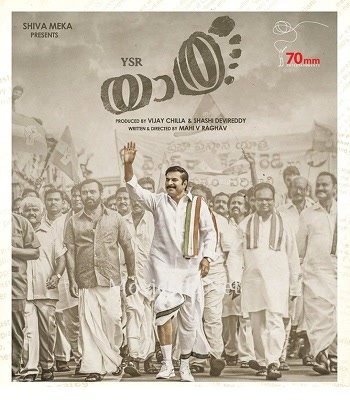 SHIVA MEKA
PRESENTS
70mm
YSR
യാത്ര
PRODUCED BY VIJAY CHILLA & SHASHI DEVIREDDY
WRITTEN & DIRECTED BY MAHI V RAGHAV